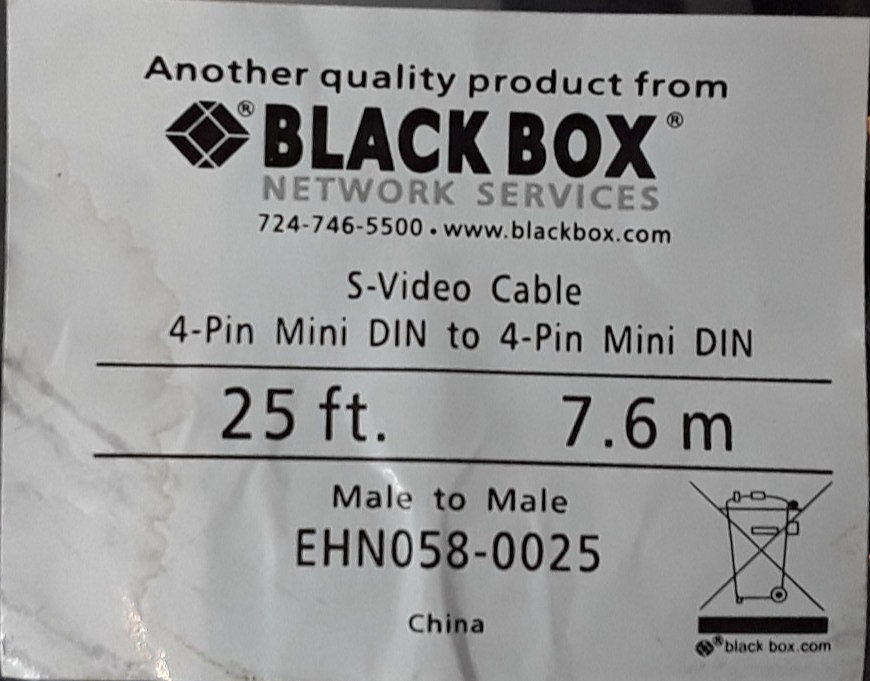 Another quality product from
® BLACK BOX ®
NETWORK SERVICES
724-746-5500 • www.blackbox.com
S-Video Cable
4-Pin Mini DIN to 4-Pin Mini DIN
25 ft. 7.6 m
Male to Male
EHN058-0025
China
® black box.com